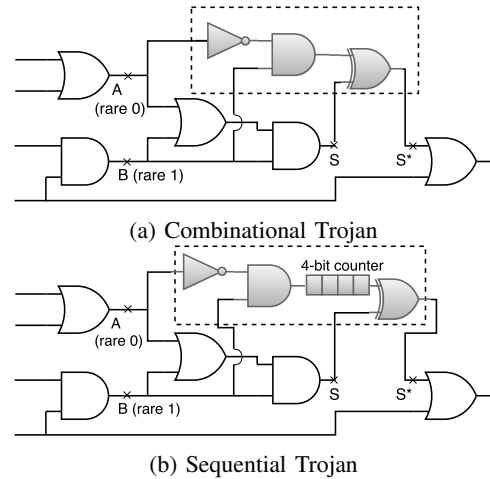 A
(rare 0)
B (rare 1)
S
S*
(a) Combinational Trojan
4-bit counter
A
(rare 0)
B (rare 1)
S
S*
(b) Sequential Trojan